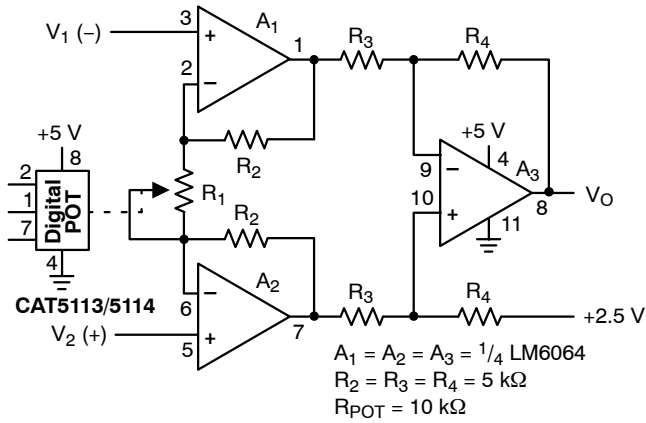 V₁ (–)
3
+
A₁
1
2
–
R₃
R₄
+5 V
8
R₂
2
1
7
Digital
POT
R₁
+5 V
4
9
–
A₃
10
+
8
V₀
11
R₂
4
CAT5113/5114
6
–
A₂
7
V₂ (+)
5
+
R₃
R₄
+2.5 V
A₁ = A₂ = A₃ = 1/4 LM6064
R₂ = R₃ = R₄ = 5 kΩ
RPOT = 10 kΩ